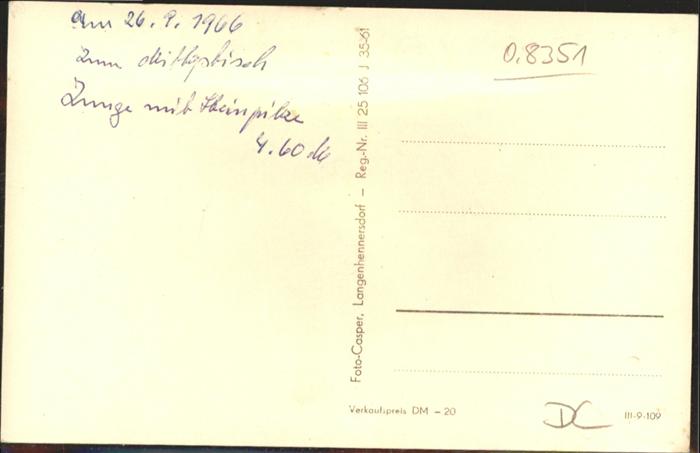 am 26.9.1966
zum Mittagstisch
Zunge mit Steinpilze
4.60 M
0.8351
Foto-Casper, Langenhennersdorf – Reg.-Nr. III 25 106 J 35-61
Verkaufspreis DM –20
DC
III-9-109